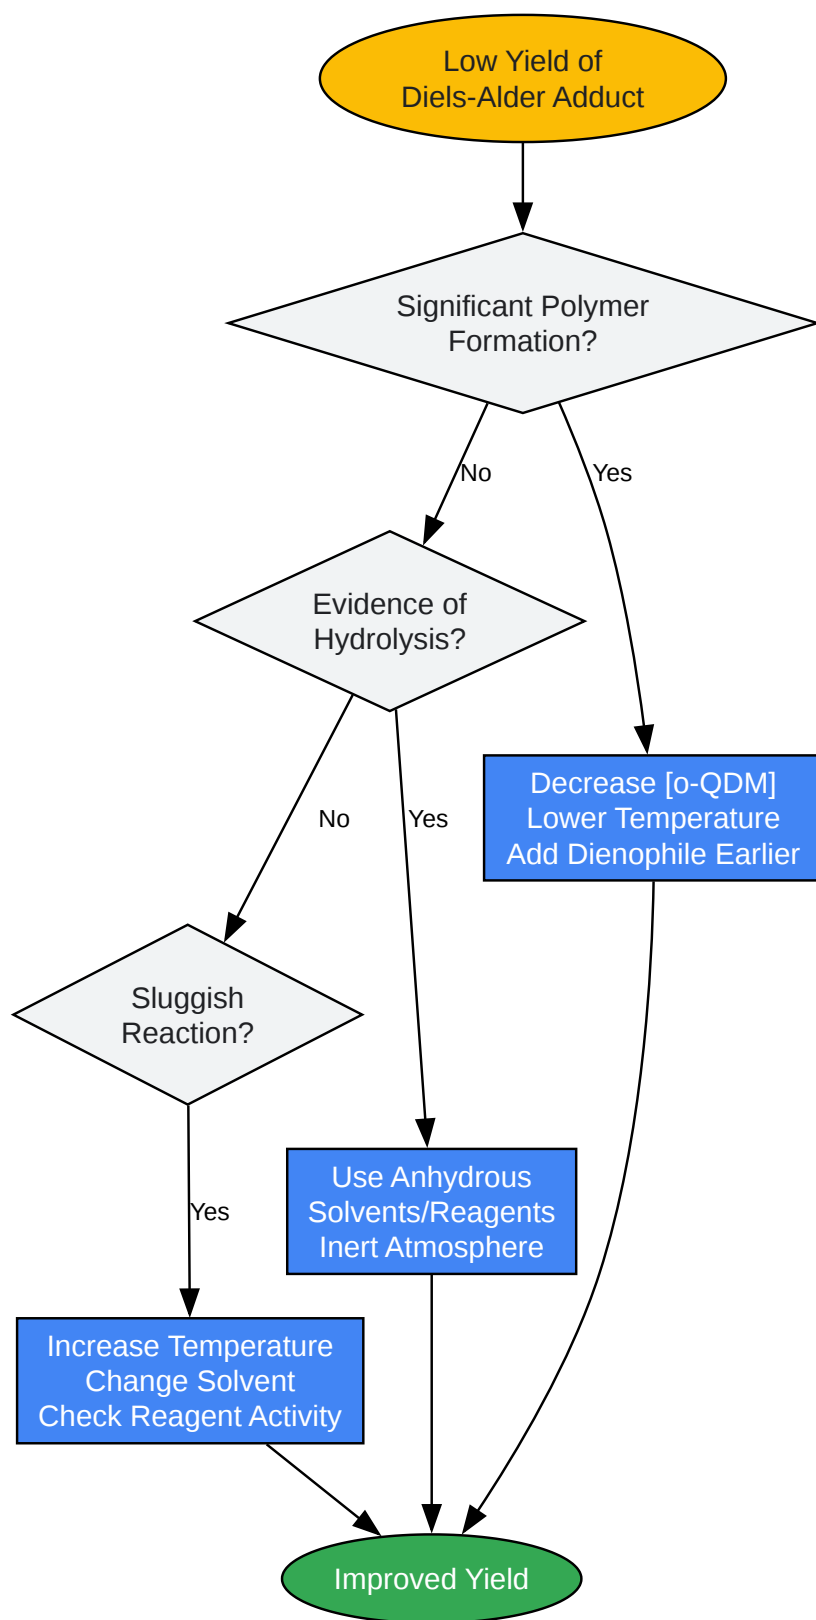 Low Yield of
Diels-Alder Adduct
Significant Polymer
Formation?
No
Yes
Evidence of
Hydrolysis?
Decrease [o-QDM]
Lower Temperature
Add Dienophile Earlier
No
Yes
Sluggish
Reaction?
Use Anhydrous
Solvents/Reagents
Inert Atmosphere
Yes
Increase Temperature
Change Solvent
Check Reagent Activity
Improved Yield